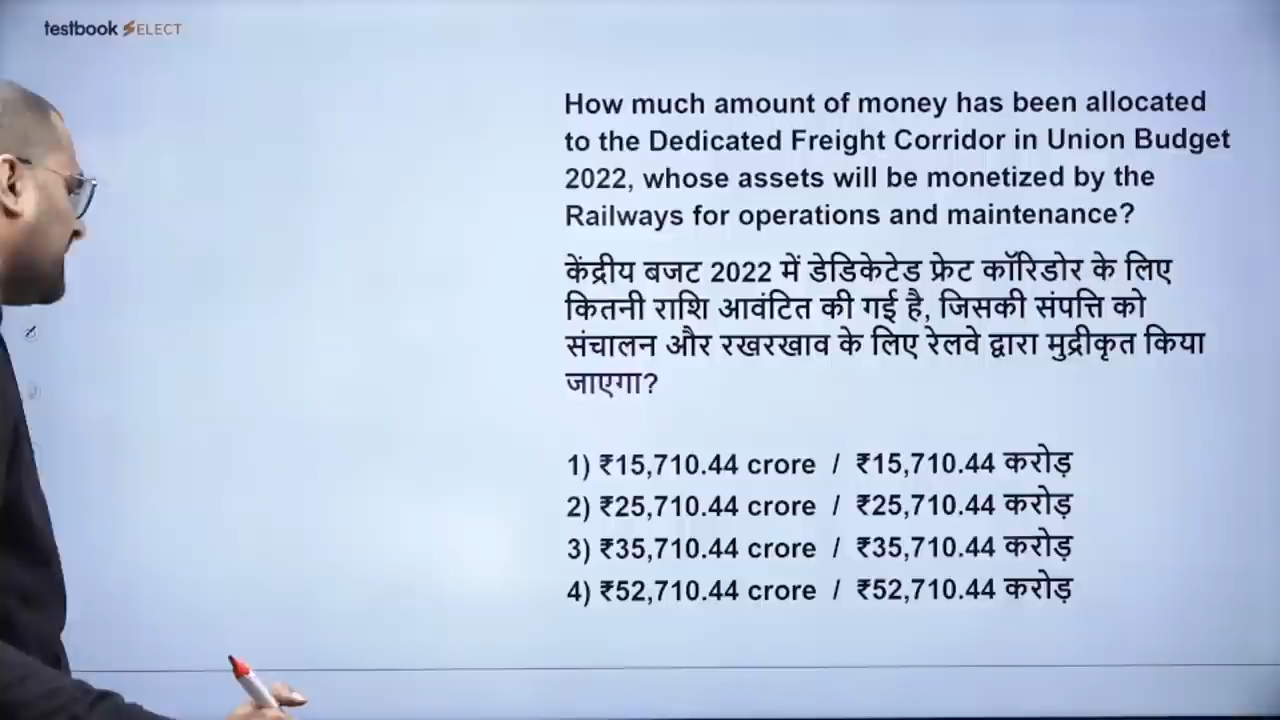 testbook SELECT
How much amount of money has been allocated
to the Dedicated Freight Corridor in Union Budget
2022, whose assets will be monetized by the
Railways for operations and maintenance?
केंद्रीय बजट 2022 में डेडिकेटेड फ्रेट कॉरिडोर के लिए
कितनी राशि आवंटित की गई है, जिसकी संपत्ति को
संचालन और रखरखाव के लिए रेलवे द्वारा मुद्रीकृत किया
जाएगा?
1) ₹15,710.44 crore / ₹15,710.44 करोड़
2) ₹25,710.44 crore / ₹25,710.44 करोड़
3) ₹35,710.44 crore / ₹35,710.44 करोड़
4) ₹52,710.44 crore / ₹52,710.44 करोड़